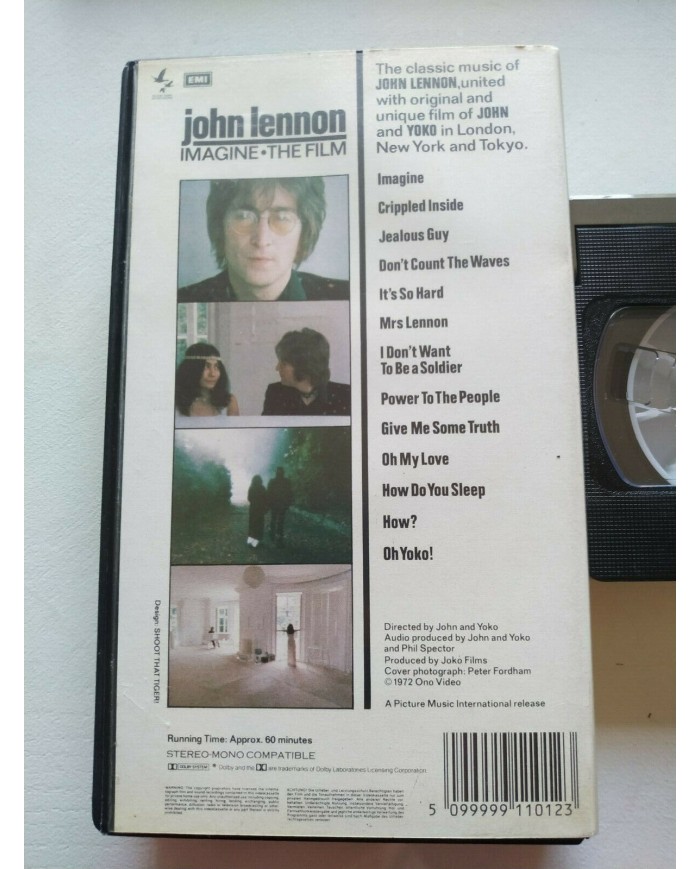 EMI
john lennon
IMAGINE•THE FILM
The classic music of
JOHN LENNON,united
with original and
unique film of JOHN
and YOKO in London,
New York and Tokyo.
Imagine
Crippled Inside
Jealous Guy
Don't Count The Waves
It's So Hard
Mrs Lennon
I Don't Want
To Be a Soldier
Power To The People
Give Me Some Truth
Oh My Love
How Do You Sleep
How?
Oh Yoko!
Directed by John and Yoko
Audio produced by John and Yoko
and Phil Spector
Produced by Joko Films
Cover photograph: Peter Fordham
©1972 Ono Video
A Picture Music International release
Design: SHOOT THAT TIGER!
Running Time: Approx. 60 minutes
STEREO-MONO COMPATIBLE
DOLBY SYSTEM * Dolby and the are trademarks of Dolby Laboratories Licensing Corporation
5 099999 110123